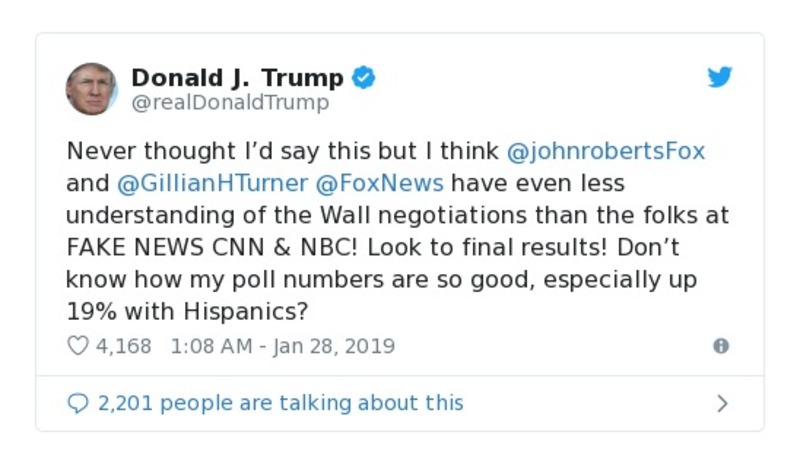 Donald J. Trump
@realDonaldTrump
Never thought I’d say this but I think @johnrobertsFox
and @GillianHTurner @FoxNews have even less
understanding of the Wall negotiations than the folks at
FAKE NEWS CNN & NBC! Look to final results! Don’t
know how my poll numbers are so good, especially up
19% with Hispanics?
4,168 1:08 AM - Jan 28, 2019
2,201 people are talking about this